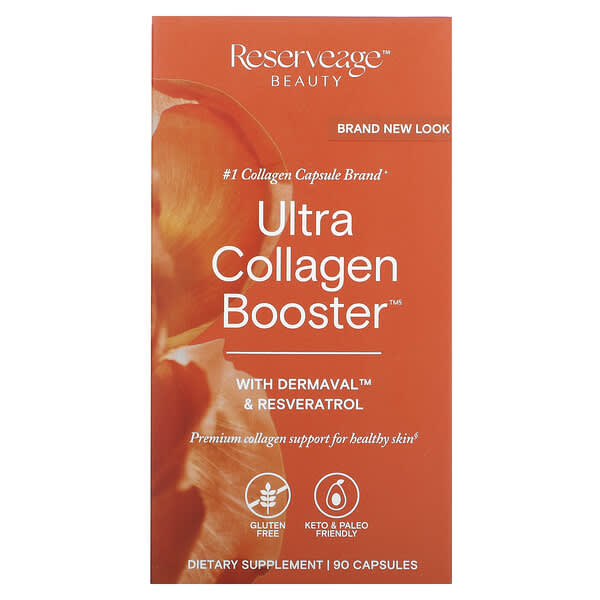 Reserveage™
BEAUTY
BRAND NEW LOOK
#1 Collagen Capsule Brand⁺
Ultra
Collagen
Booster™§
WITH DERMAVAL™
& RESVERATROL
Premium collagen support for healthy skin§
GLUTEN
FREE
KETO & PALEO
FRIENDLY
DIETARY SUPPLEMENT | 90 CAPSULES